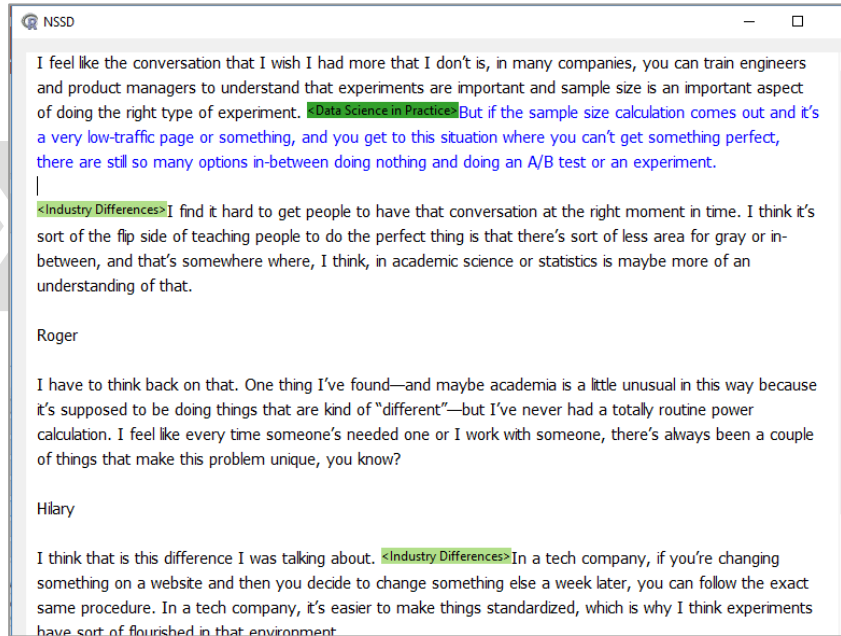 NSSD
I feel like the conversation that I wish I had more that I don't is, in many companies, you can train engineers
and product managers to understand that experiments are important and sample size is an important aspect
of doing the right type of experiment. <Data Science in Practice>But if the sample size calculation comes out and it's
a very low-traffic page or something, and you get to this situation where you can't get something perfect,
there are still so many options in-between doing nothing and doing an A/B test or an experiment.
<Industry Differences>I find it hard to get people to have that conversation at the right moment in time. I think it's
sort of the flip side of teaching people to do the perfect thing is that there's sort of less area for gray or in-
between, and that's somewhere where, I think, in academic science or statistics is maybe more of an
understanding of that.
Roger
I have to think back on that. One thing I've found—and maybe academia is a little unusual in this way because
it's supposed to be doing things that are kind of “different”—but I've never had a totally routine power
calculation. I feel like every time someone's needed one or I work with someone, there's always been a couple
of things that make this problem unique, you know?
Hilary
I think that is this difference I was talking about. <Industry Differences>In a tech company, if you're changing
something on a website and then you decide to change something else a week later, you can follow the exact
same procedure. In a tech company, it's easier to make things standardized, which is why I think experiments
have sort of flourished in that environment